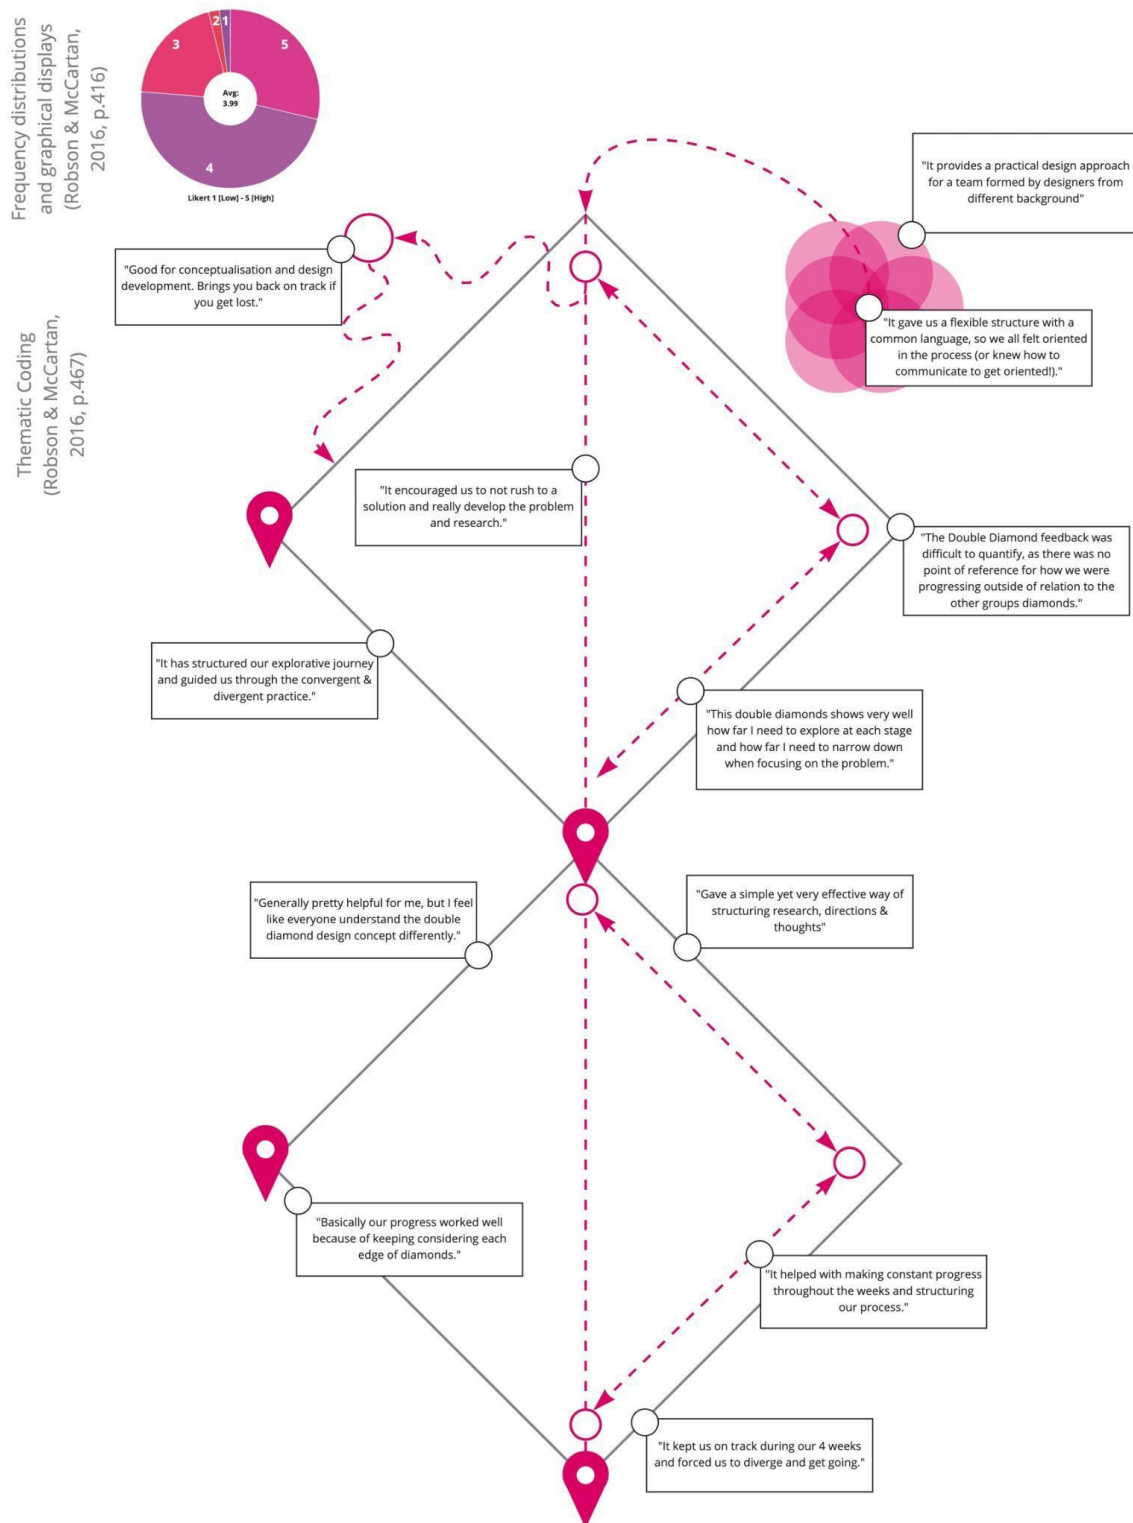 Frequency distributions
and graphical displays
(Robson & McCartan,
2016, p.416)
2
1
3
5
Avg:
3.99
4
Likert 1 [Low] - 5 [High]
"It provides a practical design approach
for a team formed by designers from
different background"
"Good for conceptualisation and design
development. Brings you back on track if
you get lost."
"It gave us a flexible structure with a
common language, so we all felt oriented
in the process (or knew how to
communicate to get oriented!)."
Thematic Coding
(Robson & McCartan,
2016, p.467)
"It encouraged us to not rush to a
solution and really develop the problem
and research."
"The Double Diamond feedback was
difficult to quantify, as there was no
point of reference for how we were
progressing outside of relation to the
other groups diamonds."
"It has structured our explorative journey
and guided us through the convergent &
divergent practice."
"This double diamonds shows very well
how far I need to explore at each stage
and how far I need to narrow down
when focusing on the problem."
"Generally pretty helpful for me, but I feel
like everyone understand the double
diamond design concept differently."
"Gave a simple yet very effective way of
structuring research, directions &
thoughts"
"Basically our progress worked well
because of keeping considering each
edge of diamonds."
"It helped with making constant progress
throughout the weeks and structuring
our process."
"It kept us on track during our 4 weeks
and forced us to diverge and get going."